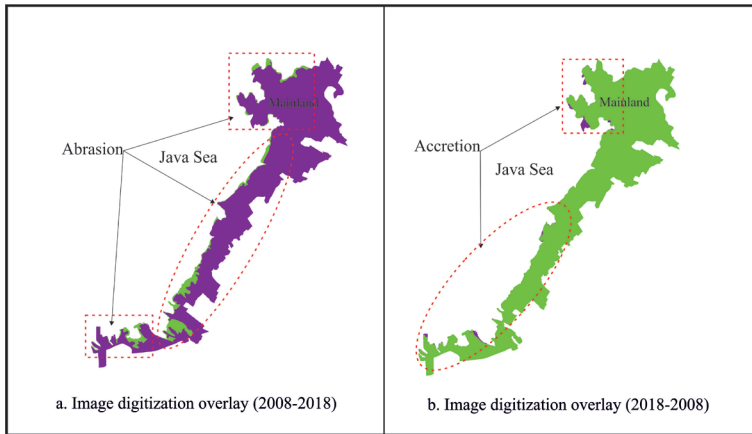 Mainland
Abrasion
Java Sea
a. Image digitization overlay (2008-2018)
Mainland
Accretion
Java Sea
b. Image digitization overlay (2018-2008)